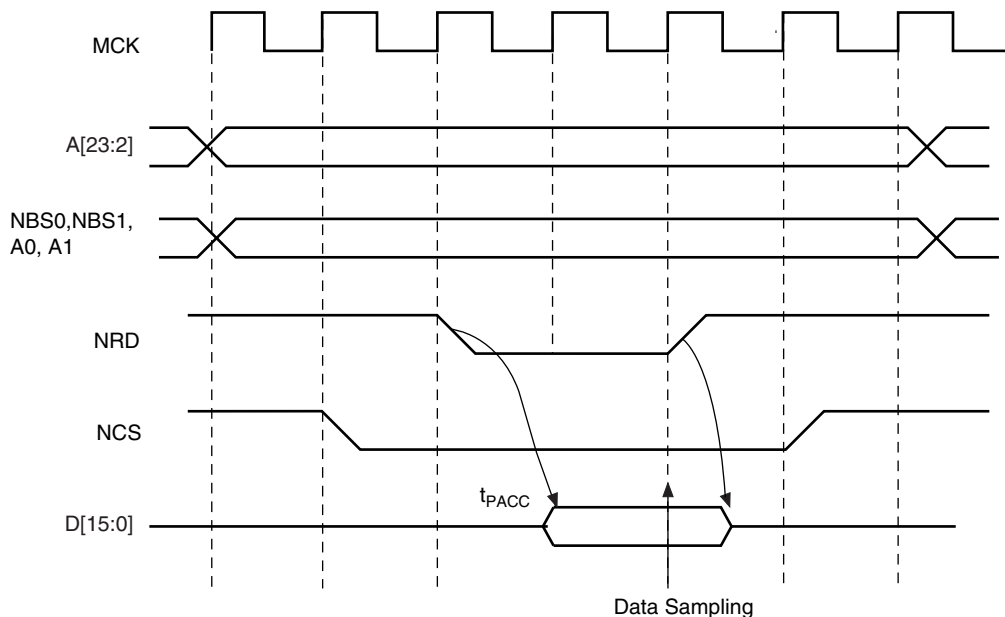 MCK
A[23:2]
NBS0,NBS1,
A0, A1
NRD
NCS
tPACC
D[15:0]
Data Sampling